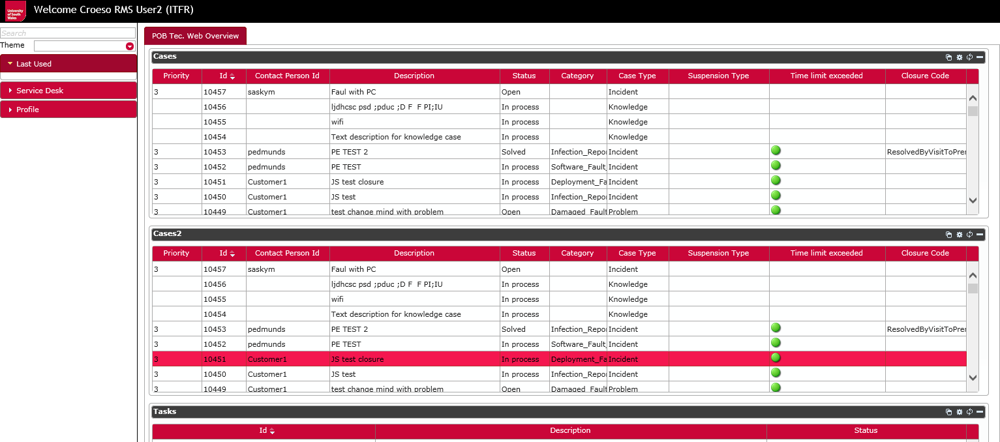 University of South Wales
Welcome Croeso RMS User2 (ITFR)
Search
Theme
Last Used
Service Desk
Profile
POB Tec. Web Overview
Cases
Priority Id Contact Person Id Description Status Category Case Type Suspension Type Time limit exceeded Closure Code
3 10457 saskym Faul with PC Open Incident
10456 ljdhcsc psd ;pduc ;D F F PI;IU In process Knowledge
10455 wifi In process Knowledge
10454 Text description for knowledge case In process Knowledge
3 10453 pedmunds PE TEST 2 Solved Infection_Repo Incident ResolvedByVisitToPrer
3 10452 pedmunds PE TEST In process Software_Fault_ Incident
3 10451 Customer1 JS test closure In process Deployment_Fa Incident
3 10450 Customer1 JS test In process Infection_Repo Incident
3 10449 Customer1 test change mind with problem Open Damaged_Fault Problem
Cases2
Priority Id Contact Person Id Description Status Category Case Type Suspension Type Time limit exceeded Closure Code
3 10457 saskym Faul with PC Open Incident
10456 ljdhcsc psd ;pduc ;D F F PI;IU In process Knowledge
10455 wifi In process Knowledge
10454 Text description for knowledge case In process Knowledge
3 10453 pedmunds PE TEST 2 Solved Infection_Repo Incident ResolvedByVisitToPrer
3 10452 pedmunds PE TEST In process Software_Fault_ Incident
3 10451 Customer1 JS test closure In process Deployment_Fa Incident
3 10450 Customer1 JS test In process Infection_Repo Incident
3 10449 Customer1 test change mind with problem Open Damaged_Fault Problem
Tasks
Id Description Status